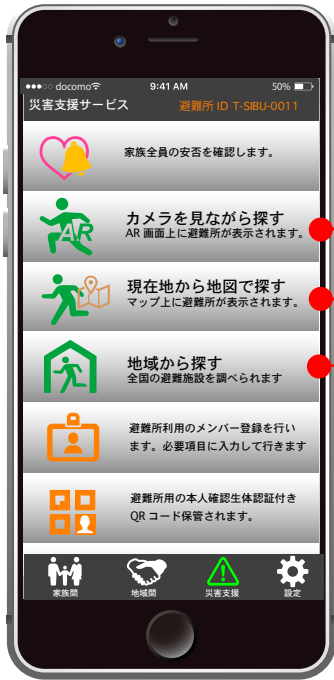 docomo 9:41 AM 50%
災害支援サービス 避難所 ID T-SIBU-0011
家族全員の安否を確認します。
カメラを見ながら探す
AR
AR 画面上に避難所が表示されます。
現在地から地図で探す
マップ上に避難所が表示されます。
地域から探す
全国の避難施設を調べられます
避難所利用のメンバー登録を行い
ます。必要項目に入力して行きます
避難所用の本人確認生体認証付き
QR コード保管されます。
家族間 地域間 災害支援 設定